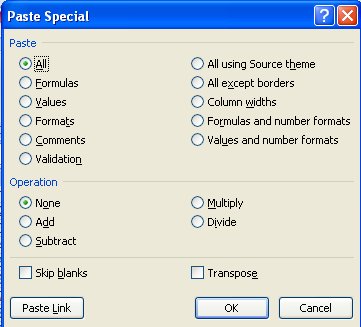 Paste Special
Paste
All
All using Source theme
Formulas
All except borders
Values
Column widths
Formats
Formulas and number formats
Comments
Values and number formats
Validation
Operation
None
Multiply
Add
Divide
Subtract
Skip blanks
Transpose
Paste Link
OK
Cancel